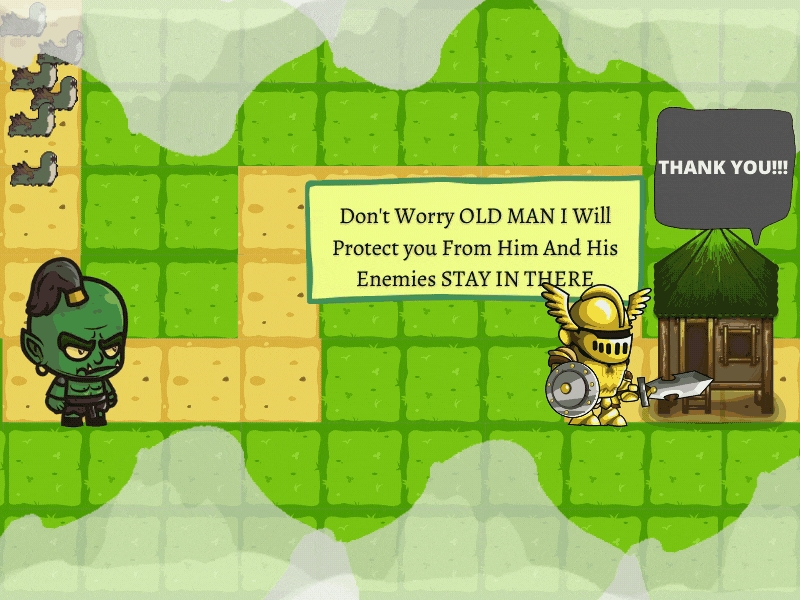 THANK YOU!!!
Don't Worry OLD MAN I Will
Protect you From Him And His
Enemies STAY IN THERE